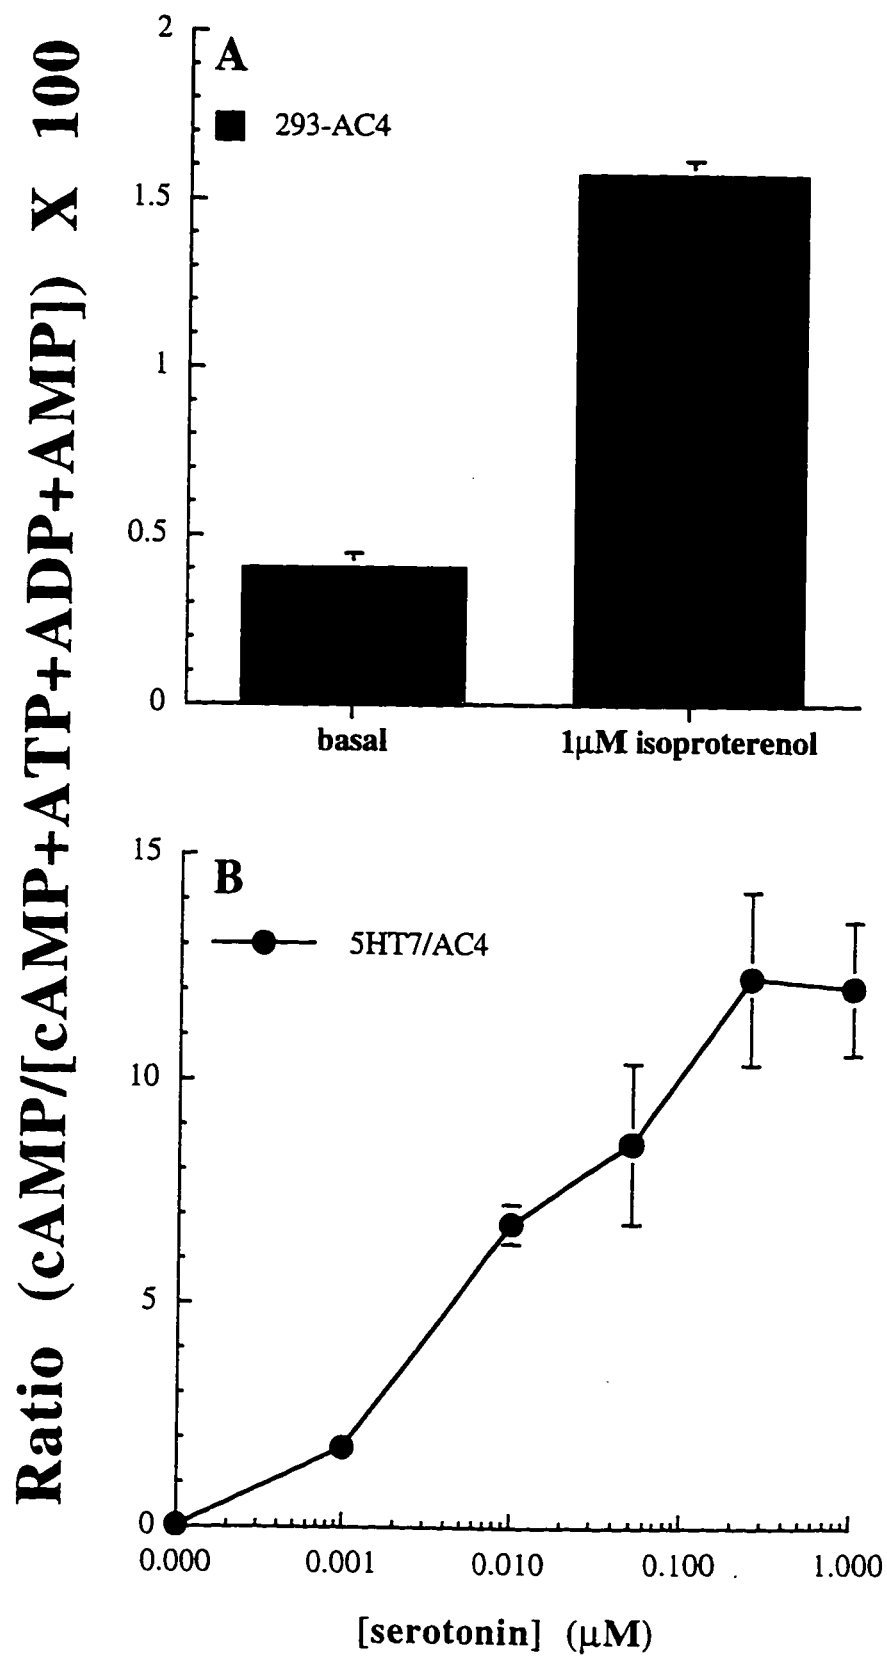 Ratio (cAMP/[cAMP+ATP+ADP+AMP]) X 100
A
293-AC4
2
1.5
1
0.5
0
basal 1μM isoproterenol
B
5HT7/AC4
15
10
5
0
0.000 0.001 0.010 0.100 1.000
[serotonin] (μM)